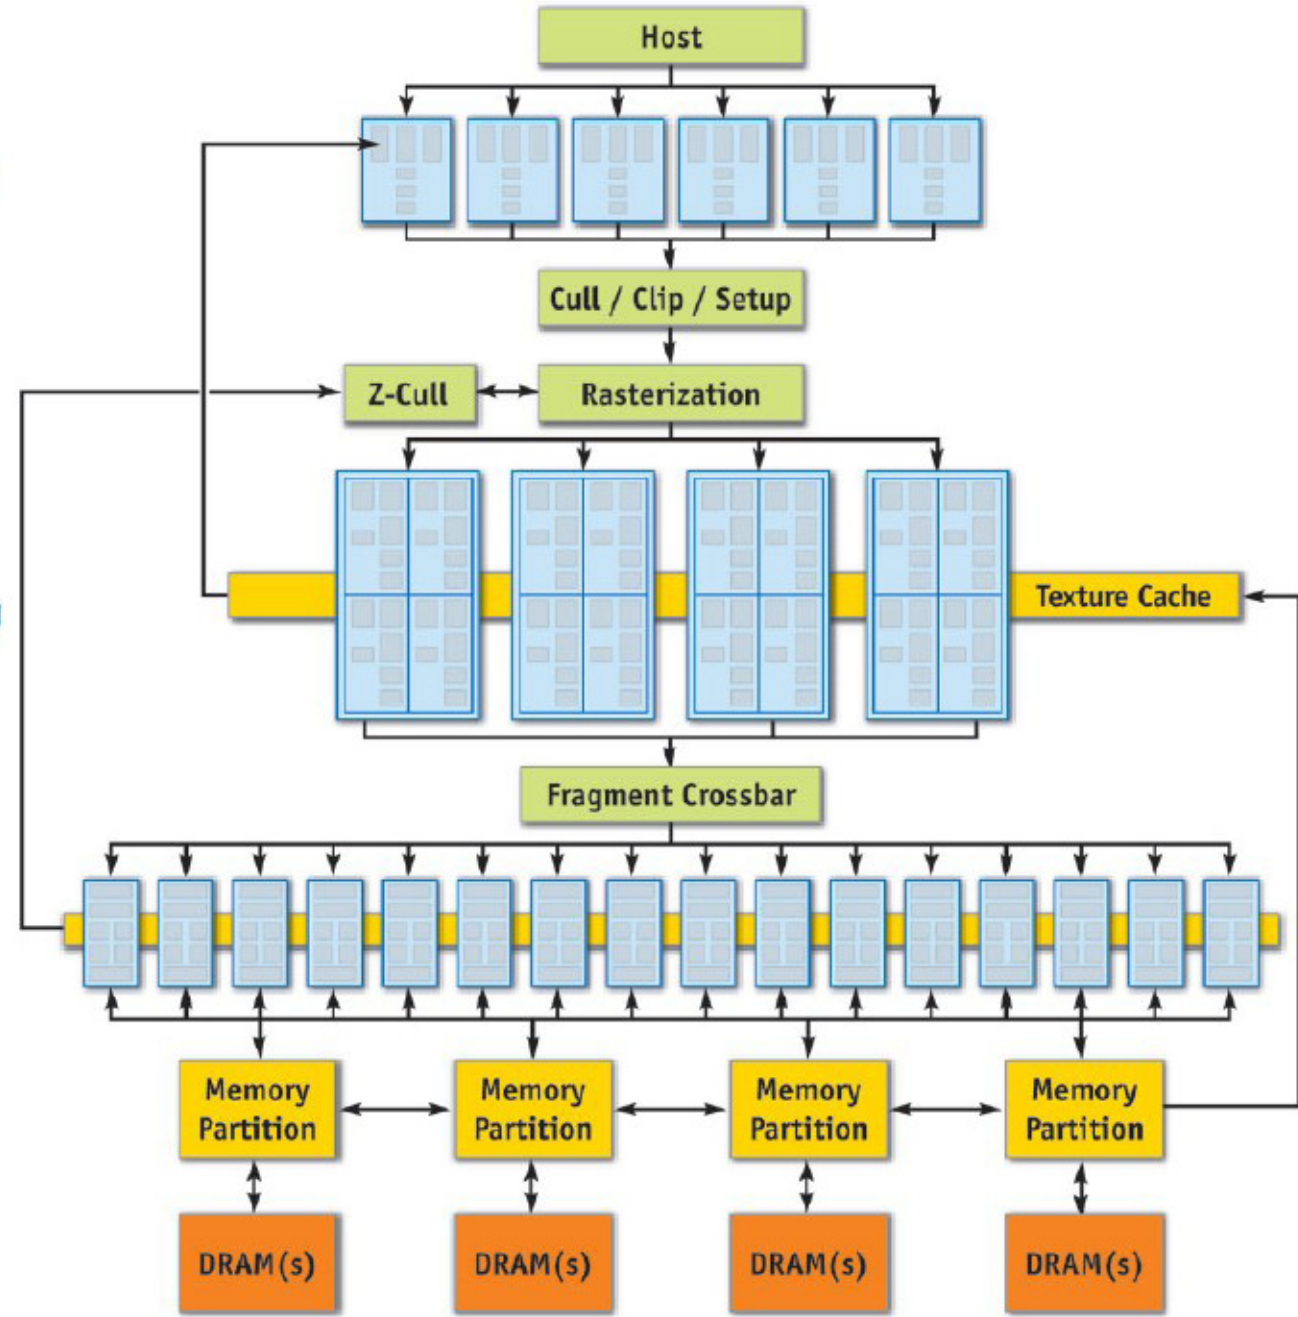 Host
Cull / Clip / Setup
Z-Cull
Rasterization
Texture Cache
Fragment Crossbar
Memory
Partition
Memory
Partition
Memory
Partition
Memory
Partition
DRAM(s)
DRAM(s)
DRAM(s)
DRAM(s)